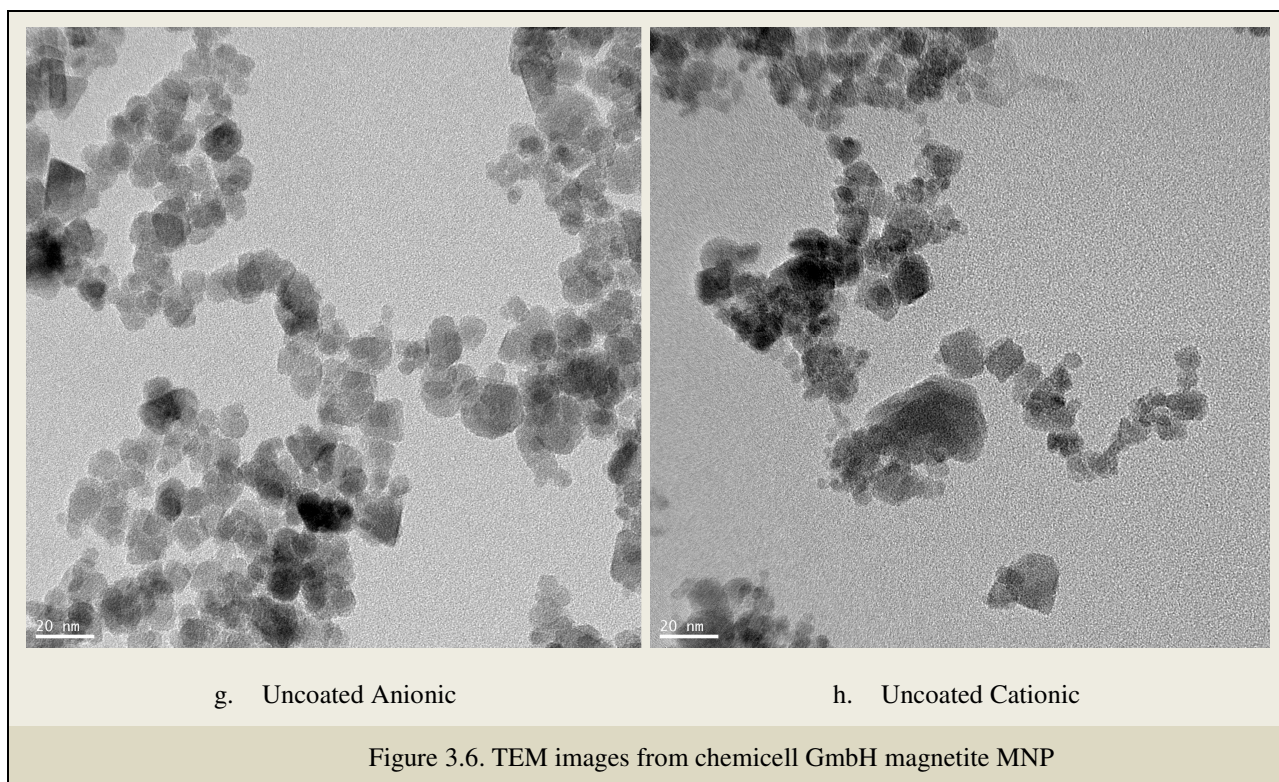 20 nm
20 nm
g. Uncoated Anionic
h. Uncoated Cationic
Figure 3.6. TEM images from chemicell GmbH magnetite MNP